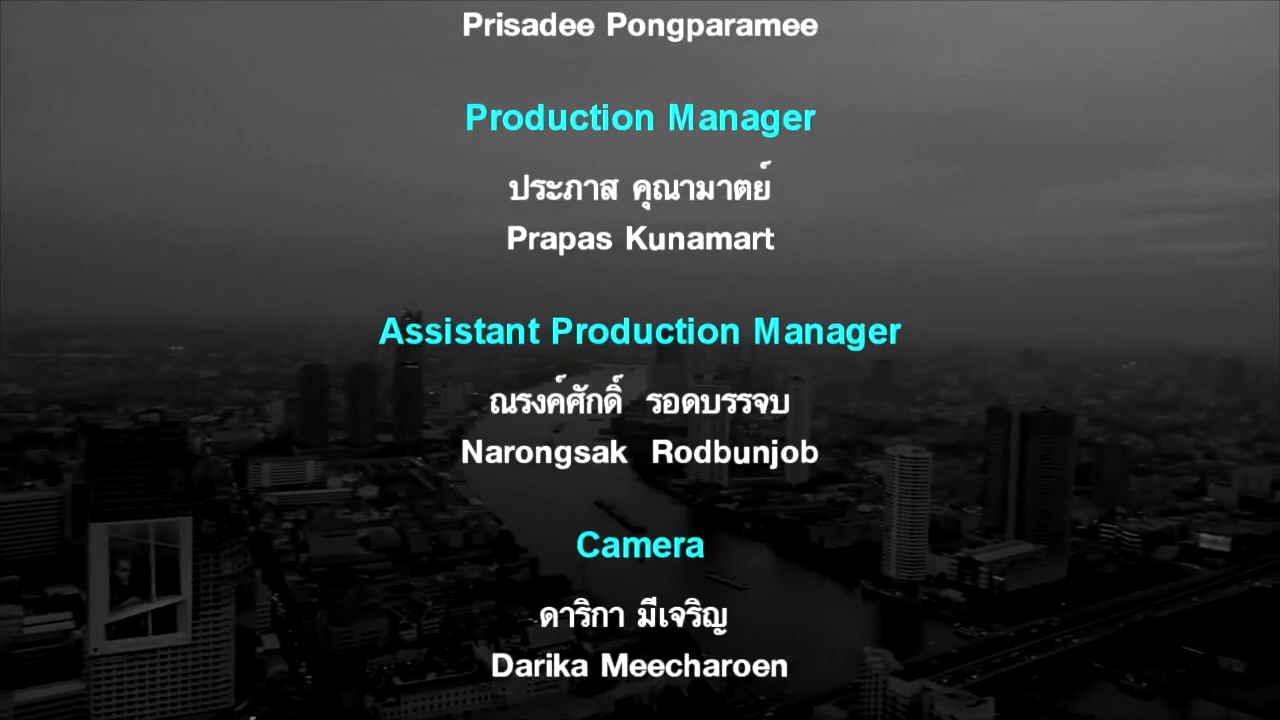 Prisadee Pongparamee
Production Manager
ประภาส คุณามาตย์
Prapas Kunamart
Assistant Production Manager
ณรงค์ศักดิ์ รอดบรรจบ
Narongsak Rodbunjob
Camera
ดาริกา มีเจริญ
Darika Meecharoen